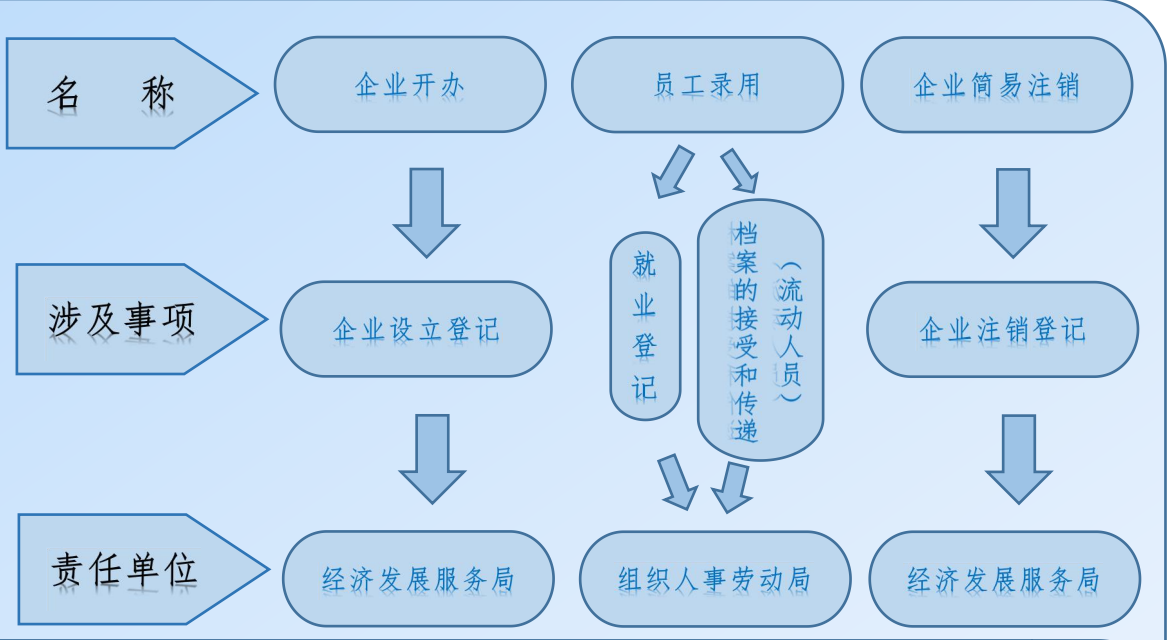 名 称
企业开办
员工录用
企业简易注销
涉及事项
企业设立登记
就业登记
（流动人员）
档案的接受和传递
企业注销登记
责任单位
经济发展服务局
组织人事劳动局
经济发展服务局